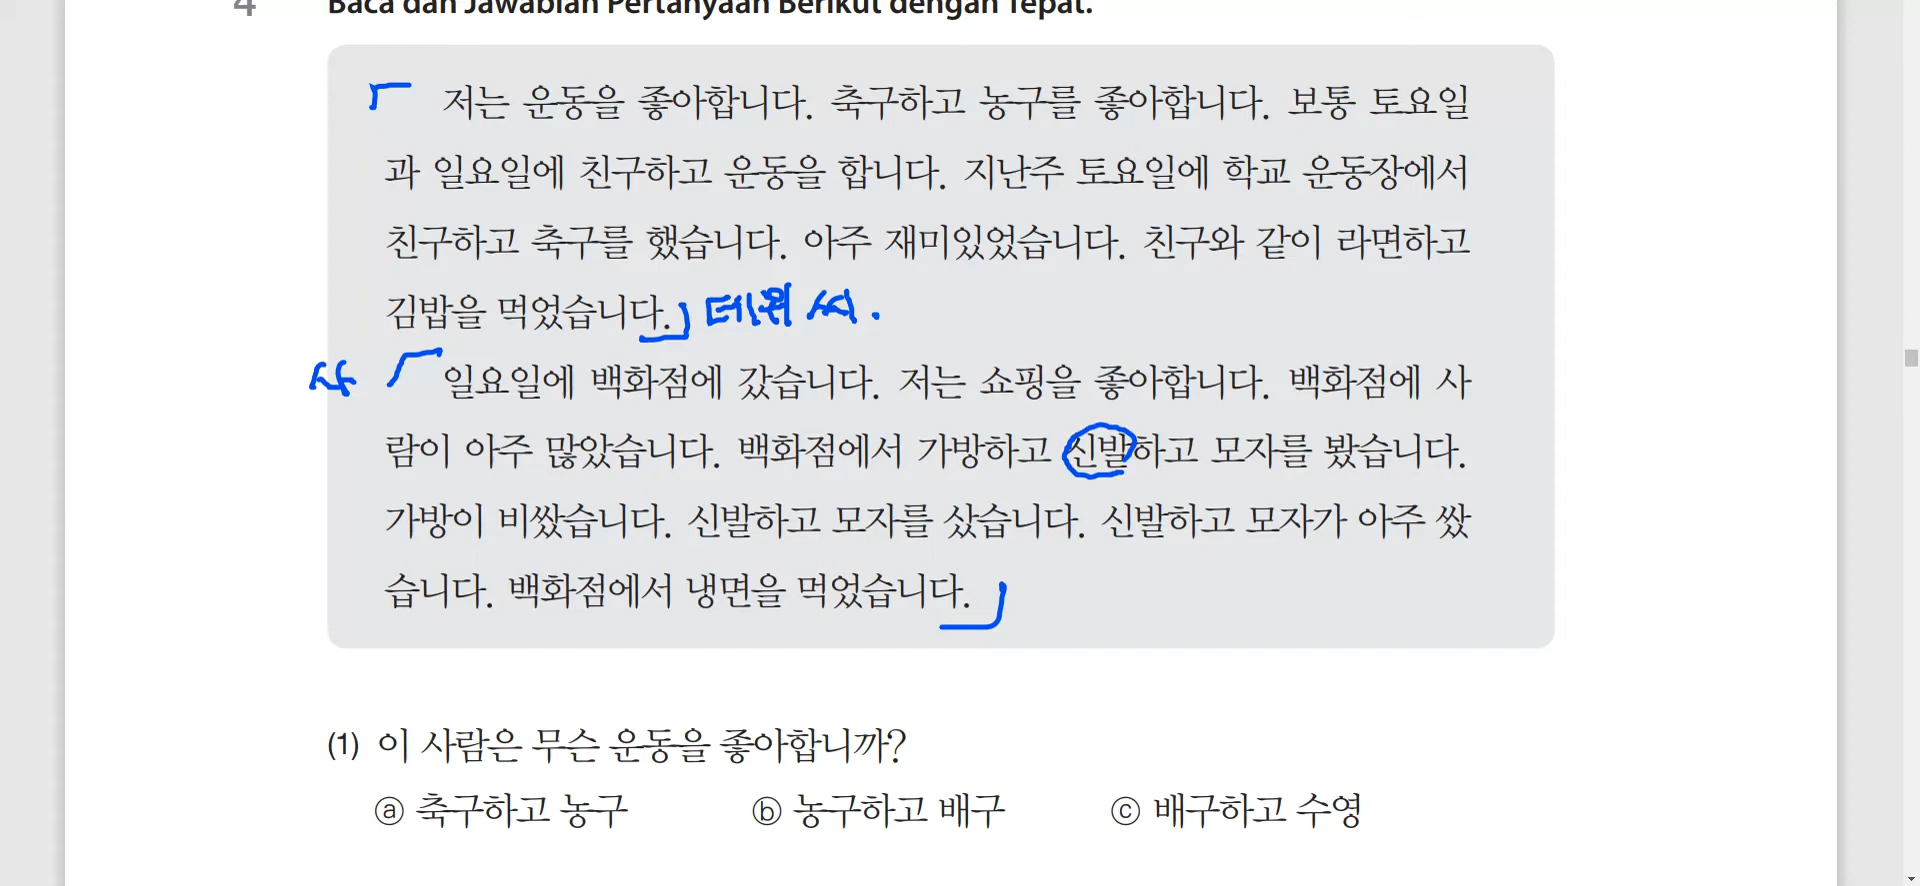 4 Baca dan Jawablah Pertanyaan Berikut dengan Tepat.
저는 운동을 좋아합니다. 축구하고 농구를 좋아합니다. 보통 토요일
과 일요일에 친구하고 운동을 합니다. 지난주 토요일에 학교 운동장에서
친구하고 축구를 했습니다. 아주 재미있었습니다. 친구와 같이 라면하고
김밥을 먹었습니다. 테위 씨.
일요일에 백화점에 갔습니다. 저는 쇼핑을 좋아합니다. 백화점에 사
람이 아주 많았습니다. 백화점에서 가방하고 신발하고 모자를 봤습니다.
가방이 비쌌습니다. 신발하고 모자를 샀습니다. 신발하고 모자가 아주 쌌
습니다. 백화점에서 냉면을 먹었습니다.
(1) 이 사람은 무슨 운동을 좋아합니까?
ⓐ 축구하고 농구 ⓑ 농구하고 배구 ⓒ 배구하고 수영